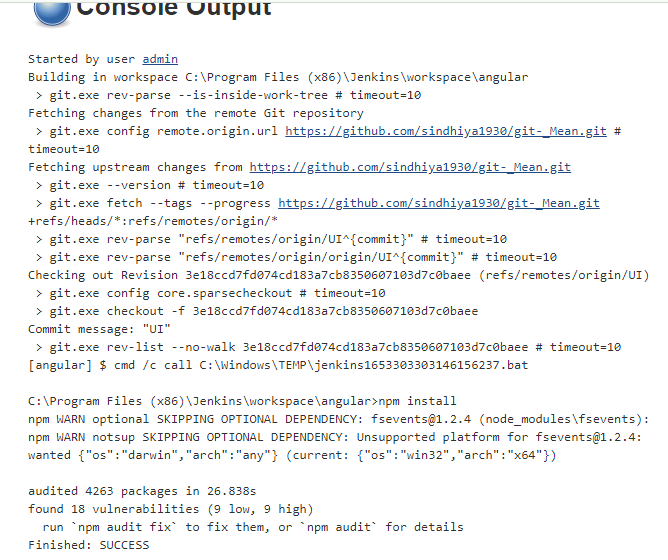 Console Output
Started by user admin
Building in workspace C:\Program Files (x86)\Jenkins\workspace\angular
> git.exe rev-parse --is-inside-work-tree # timeout=10
Fetching changes from the remote Git repository
> git.exe config remote.origin.url https://github.com/sindhiya1930/git-_Mean.git #
timeout=10
Fetching upstream changes from https://github.com/sindhiya1930/git-_Mean.git
> git.exe --version # timeout=10
> git.exe fetch --tags --progress https://github.com/sindhiya1930/git-_Mean.git
+refs/heads/*:refs/remotes/origin/*
> git.exe rev-parse "refs/remotes/origin/UI^{commit}" # timeout=10
> git.exe rev-parse "refs/remotes/origin/origin/UI^{commit}" # timeout=10
Checking out Revision 3e18ccd7fd074cd183a7cb8350607103d7c0baee (refs/remotes/origin/UI)
> git.exe config core.sparsecheckout # timeout=10
> git.exe checkout -f 3e18ccd7fd074cd183a7cb8350607103d7c0baee
Commit message: "UI"
> git.exe rev-list --no-walk 3e18ccd7fd074cd183a7cb8350607103d7c0baee # timeout=10
[angular] $ cmd /c call C:\Windows\TEMP\jenkins1653303303146156237.bat
C:\Program Files (x86)\Jenkins\workspace\angular>npm install
npm WARN optional SKIPPING OPTIONAL DEPENDENCY: fsevents@1.2.4 (node_modules\fsevents):
npm WARN notsup SKIPPING OPTIONAL DEPENDENCY: Unsupported platform for fsevents@1.2.4:
wanted {"os":"darwin","arch":"any"} (current: {"os":"win32","arch":"x64"})
audited 4263 packages in 26.838s
found 18 vulnerabilities (9 low, 9 high)
run `npm audit fix` to fix them, or `npm audit` for details
Finished: SUCCESS